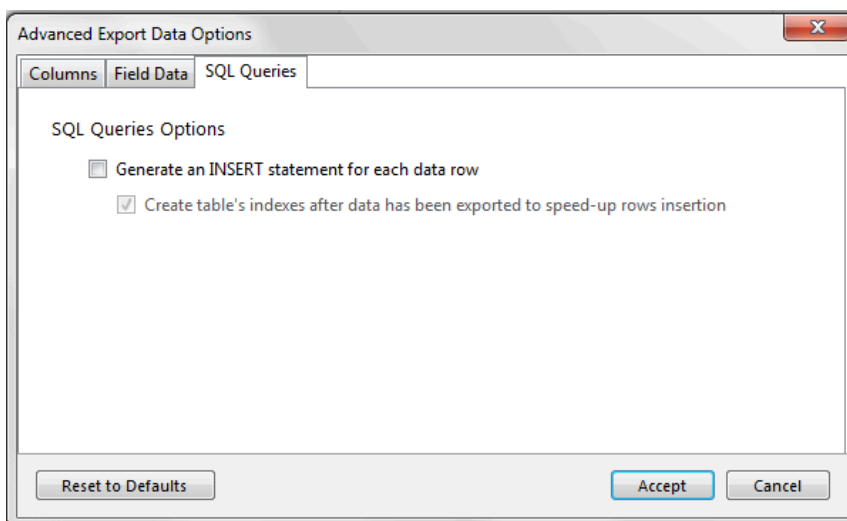 Advanced Export Data Options
Columns Field Data SQL Queries
SQL Queries Options
Generate an INSERT statement for each data row
Create table's indexes after data has been exported to speed-up rows insertion
Reset to Defaults Accept Cancel